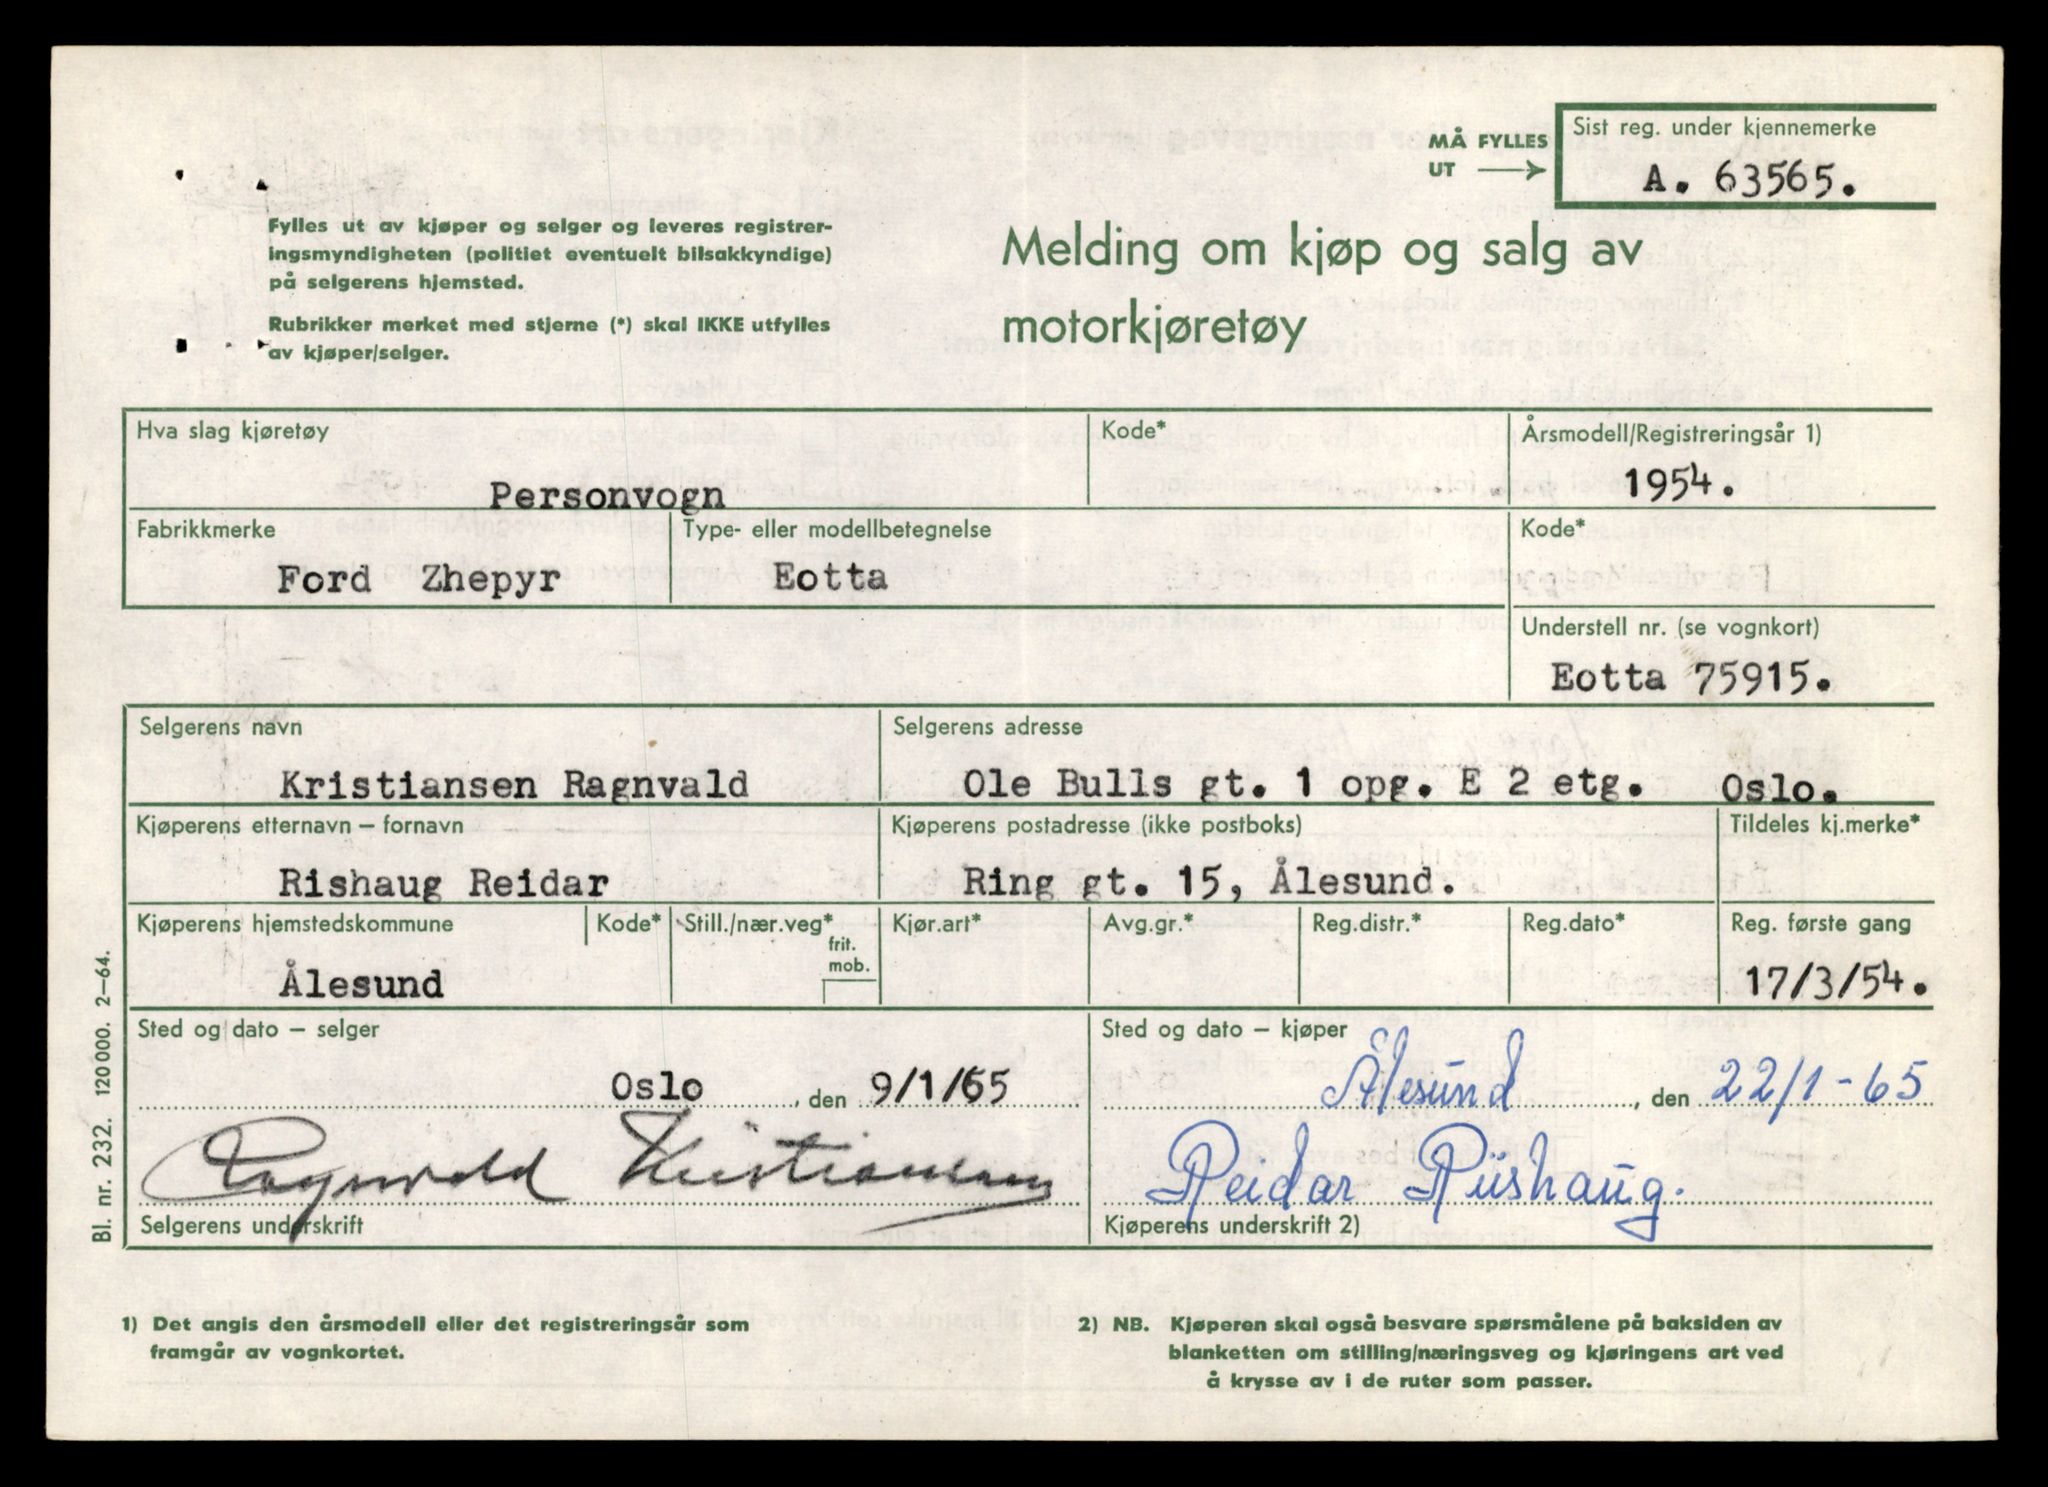 MÅ FYLLES
UT
Sist reg. under kjennemerke
A. 63565.
Fylles ut av kjøper og selger og leveres registrer-
ingsmyndigheten (politiet eventuelt bilsakkyndige)
på selgerens hjemsted.
Rubrikker merket med stjerne (*) skal IKKE utfylles
av kjøper/selger.
Melding om kjøp og salg av
motorkjøretøy
Hva slag kjøretøy
Kode*
Årsmodell/Registreringsår 1)
Personvogn
1954.
Fabrikkmerke
Type- eller modellbetegnelse
Kode*
Ford Zhepyr
Eotta
Understell nr. (se vognkort)
Eotta 75915.
Selgerens navn
Selgerens adresse
Kristiansen Ragnvald
Ole Bulls gt. 1 opg. E 2 etg. Oslo.
Kjøperens etternavn – fornavn
Kjøperens postadresse (ikke postboks)
Tildeles kj.merke*
Rishaug Reidar
Ring gt. 15, Ålesund.
Kjøperens hjemstedskommune
Kode*
Still./nær.veg*
frit.
mob.
Kjør.art*
Avg.gr.*
Reg.distr.*
Reg.dato*
Reg. første gang
Ålesund
17/3/54.
Sted og dato – selger
Sted og dato – kjøper
Oslo, den 9/1/65
Ålesund, den 22/1-65
Ragnvald Kristiansen
Reidar Riishaug.
Selgerens underskrift
Kjøperens underskrift 2)
Bl. nr. 232. 120 000. 2–64.
1) Det angis den årsmodell eller det registreringsår som
framgår av vognkortet.
2) NB. Kjøperen skal også besvare spørsmålene på baksiden av
blanketten om stilling/næringsveg og kjøringens art ved
å krysse av i de ruter som passer.